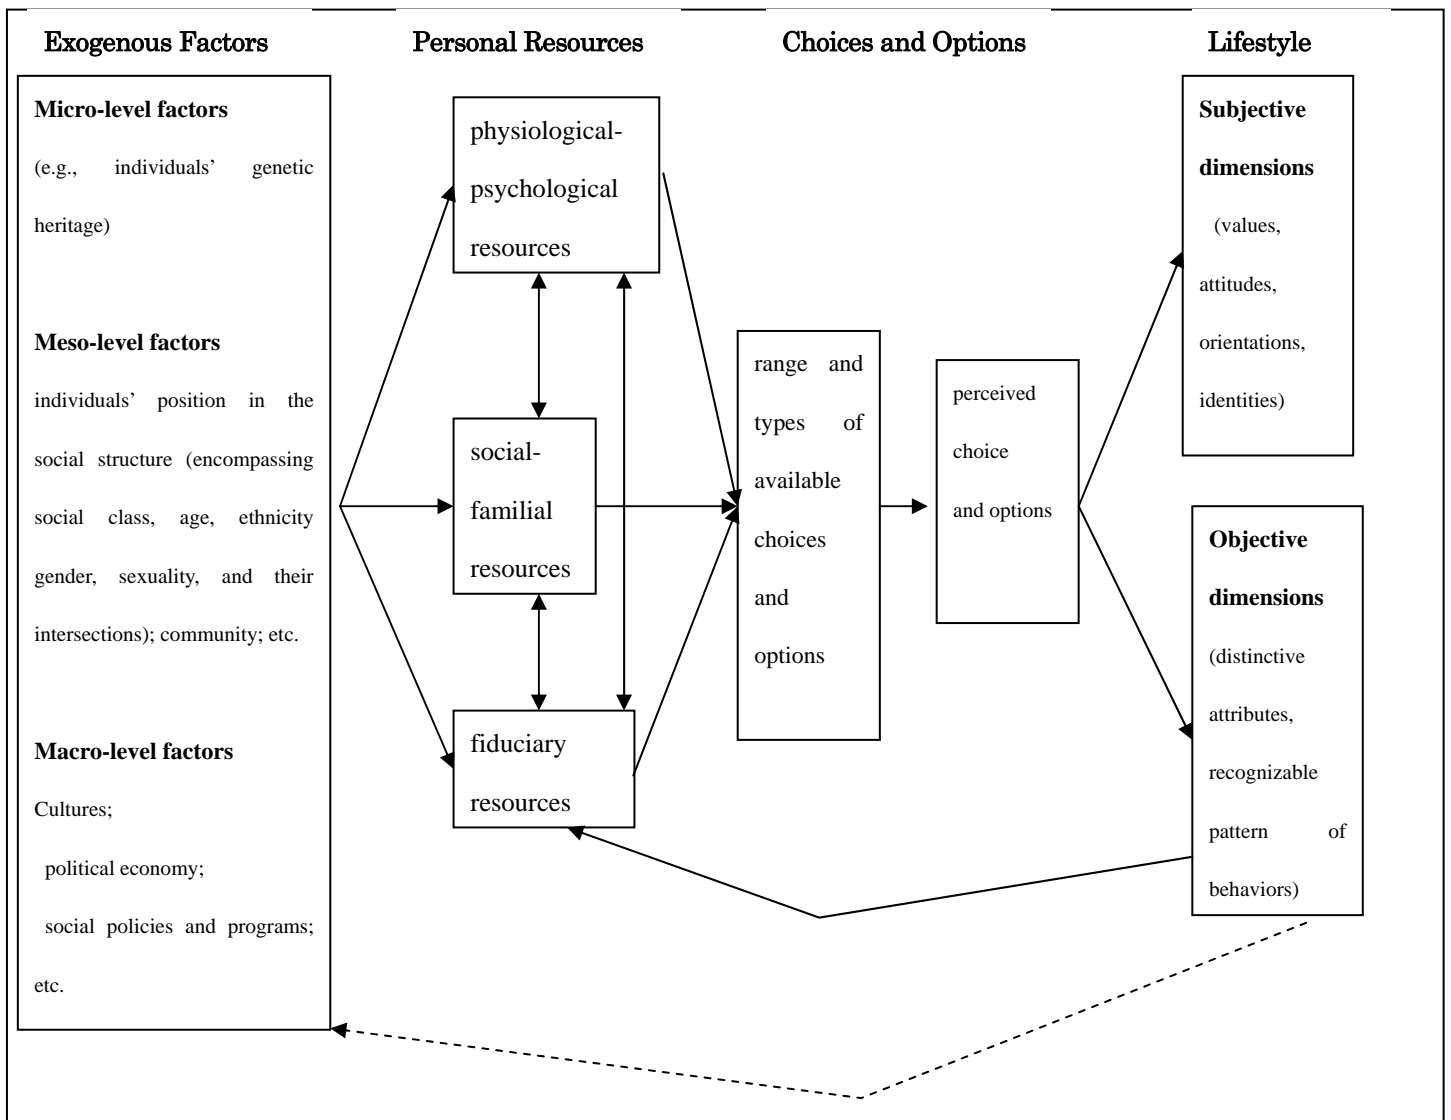 Exogenous Factors
Personal Resources
Choices and Options
Lifestyle
Micro-level factors
(e.g., individuals’ genetic
heritage)
Meso-level factors
individuals’ position in the
social structure (encompassing
social class, age, ethnicity
gender, sexuality, and their
intersections); community; etc.
Macro-level factors
Cultures;
political economy;
social policies and programs;
etc.
physiological-
psychological
resources
social-
familial
resources
fiduciary
resources
range and
types of
available
choices
and
options
perceived
choice
and options
Subjective
dimensions
(values,
attitudes,
orientations,
identities)
Objective
dimensions
(distinctive
attributes,
recognizable
pattern of
behaviors)